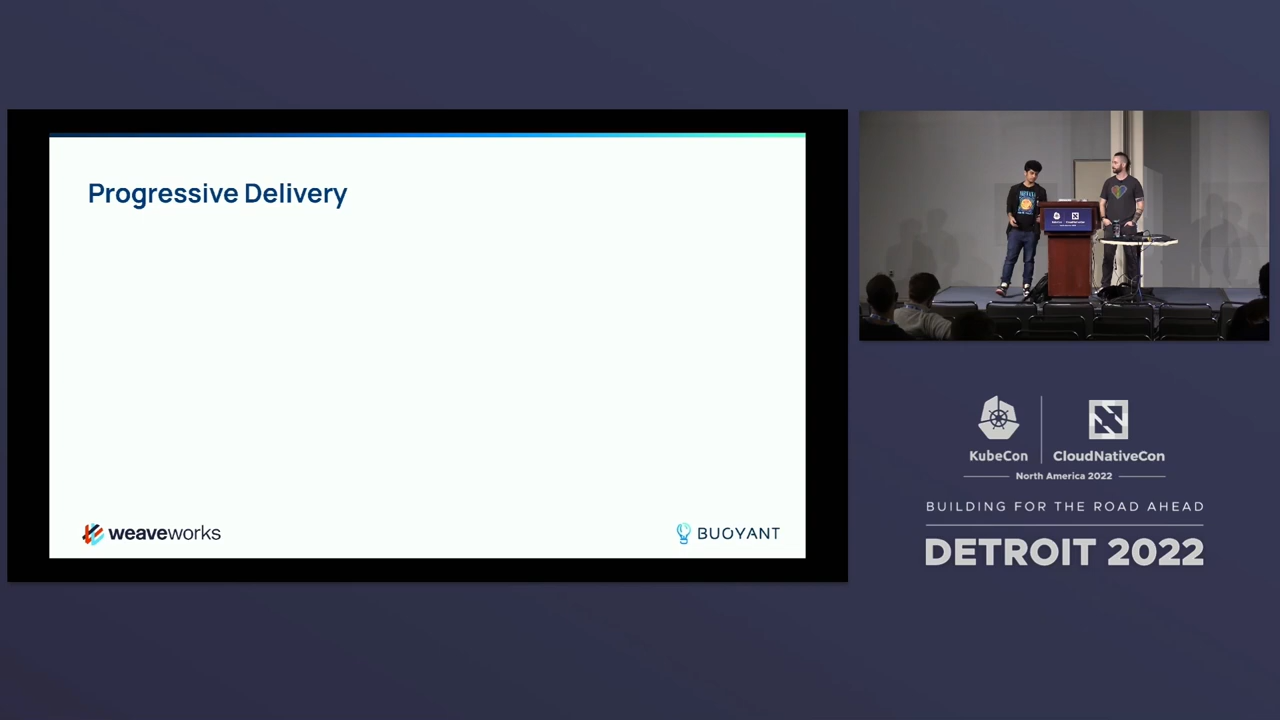 Progressive Delivery
weaveworks
BUOYANT
KubeCon
CloudNativeCon
North America 2022
BUILDING FOR THE ROAD AHEAD
DETROIT 2022